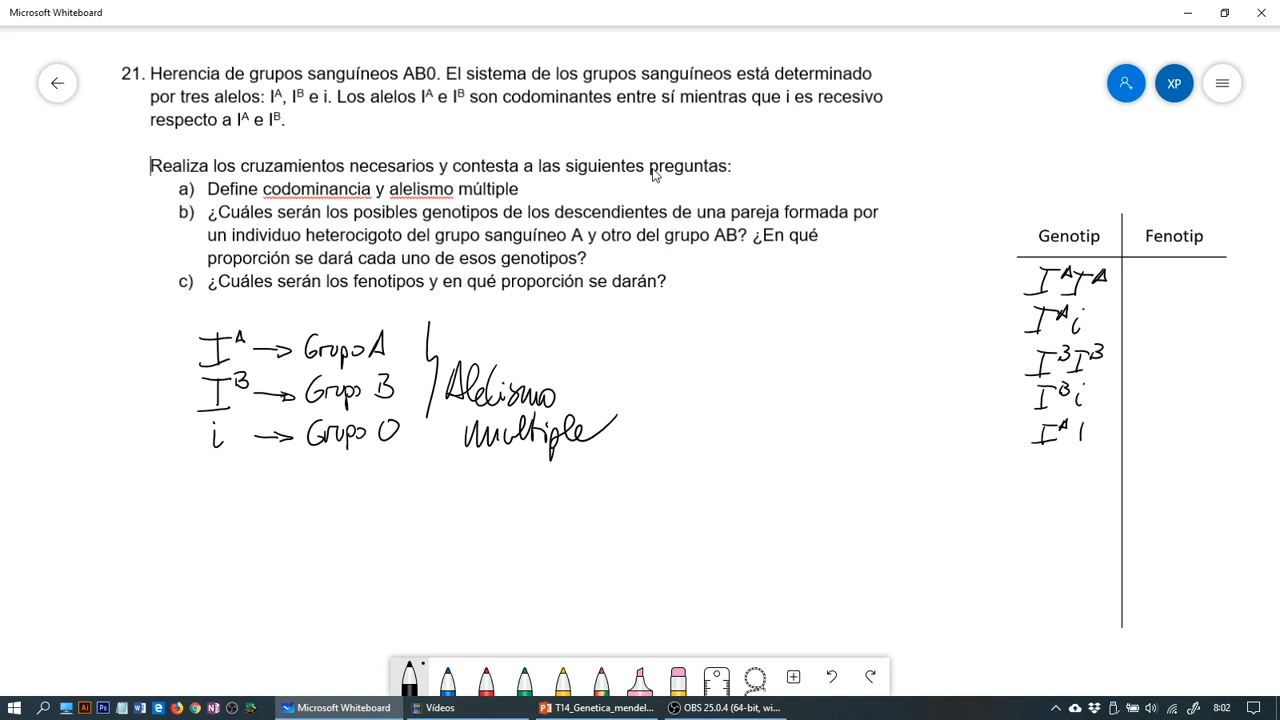 Microsoft Whiteboard
21. Herencia de grupos sanguíneos AB0. El sistema de los grupos sanguíneos está determinado
por tres alelos: Iᴬ, Iᴮ e i. Los alelos Iᴬ e Iᴮ son codominantes entre sí mientras que i es recesivo
respecto a Iᴬ e Iᴮ.
XP
Realiza los cruzamientos necesarios y contesta a las siguientes preguntas:
a) Define codominancia y alelismo múltiple
b) ¿Cuáles serán los posibles genotipos de los descendientes de una pareja formada por
un individuo heterocigoto del grupo sanguíneo A y otro del grupo AB? ¿En qué
proporción se dará cada uno de esos genotipos?
c) ¿Cuáles serán los fenotipos y en qué proporción se darán?
Iᴬ → Grupo A
Iᴮ → Grupo B
i → Grupo O
Alelismo
multiple
Genotip Fenotip
IᴬIᴬ
Iᴬi
IᴮIᴮ
Iᴮi
IᴬI
Microsoft Whiteboard
Vídeos
T14_Genetica_mendel...
OBS 25.0.4 (64-bit, wi...
8:02